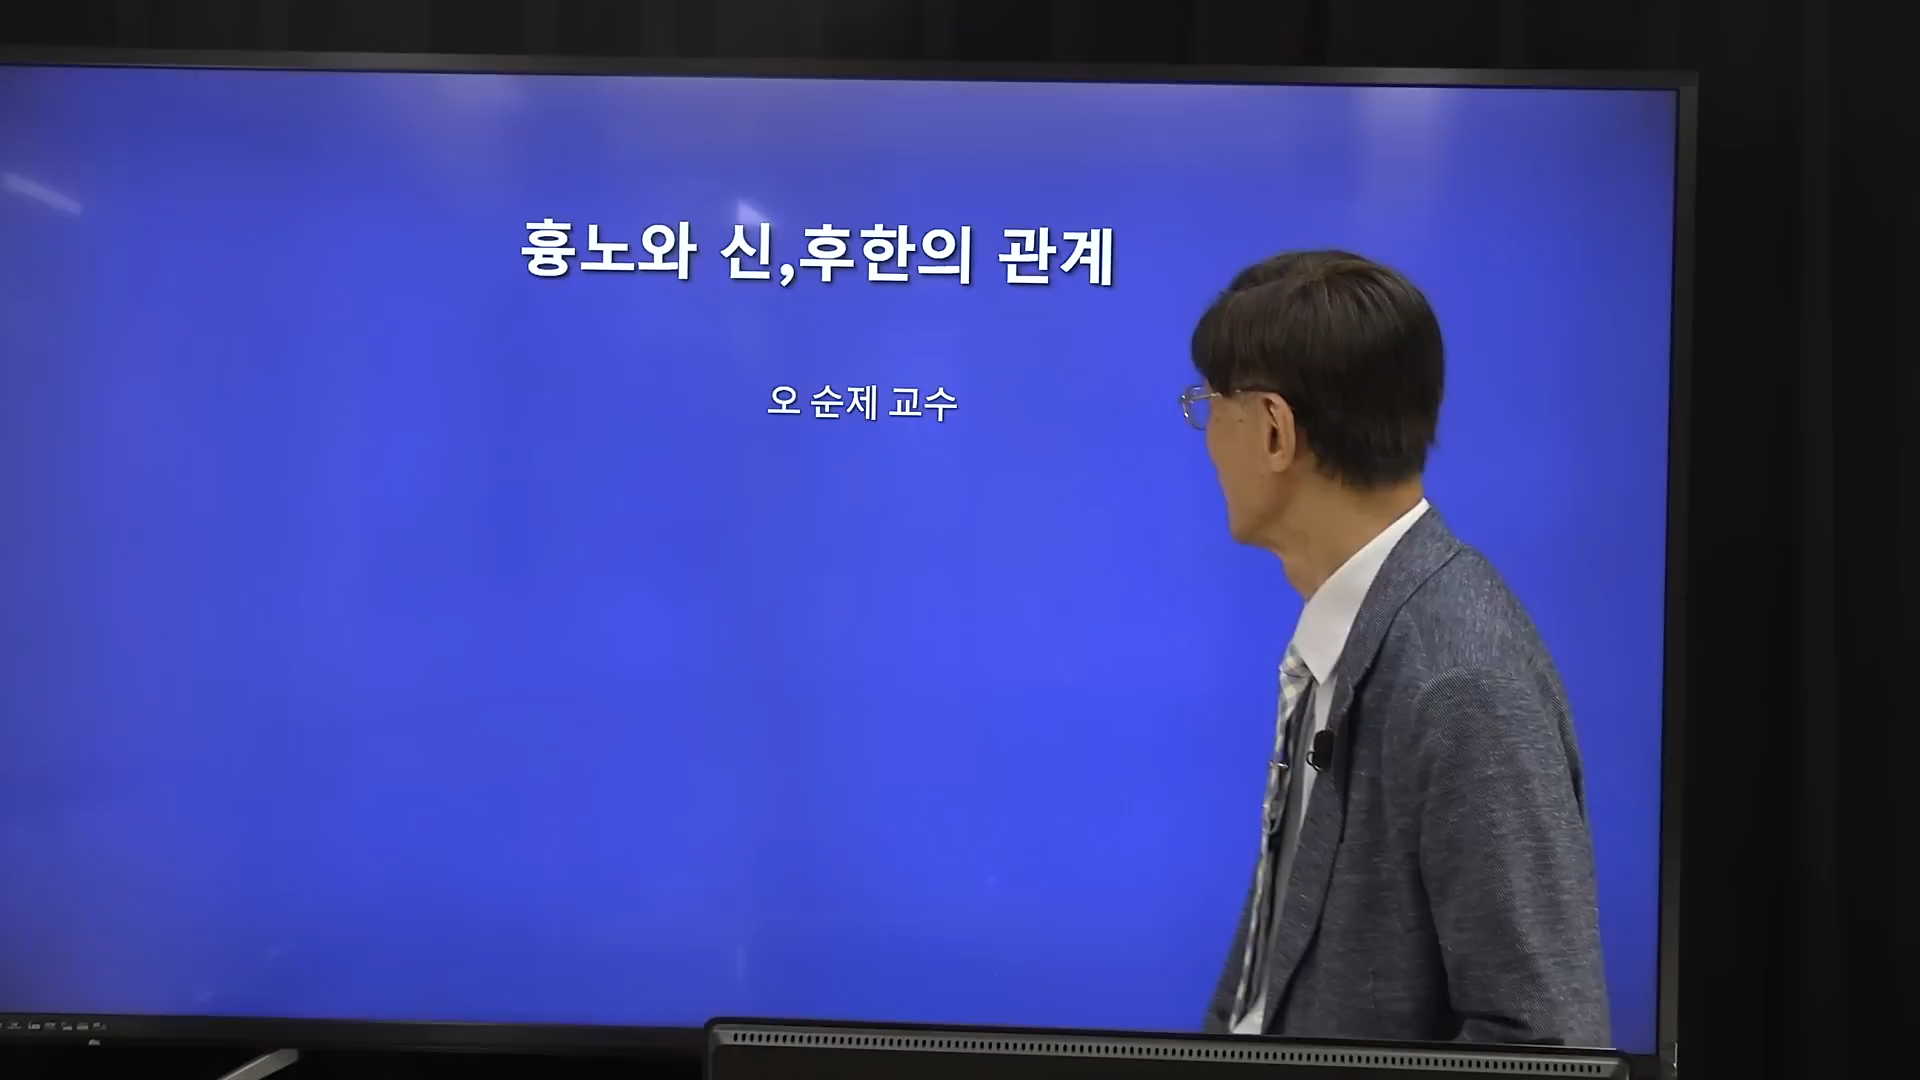 흉노와 신,후한의 관계
오 순제 교수